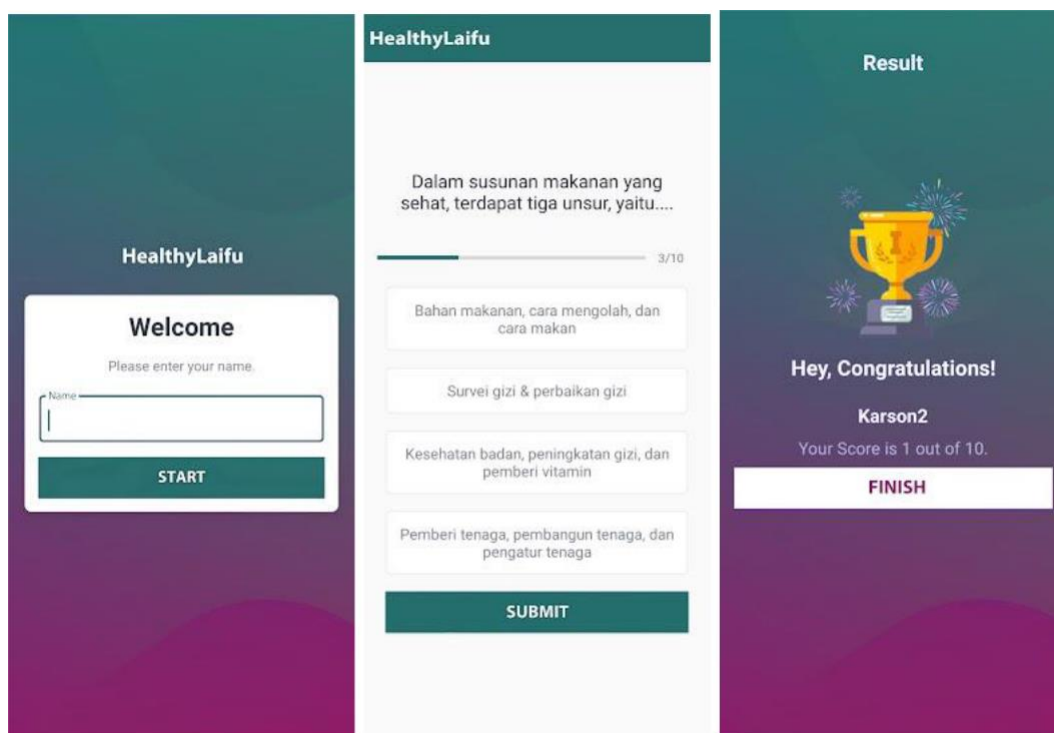 HealthyLaifu
Welcome
Please enter your name.
Name
START
HealthyLaifu
Dalam susunan makanan yang
sehat, terdapat tiga unsur, yaitu....
3/10
Bahan makanan, cara mengolah, dan
cara makan
Survei gizi & perbaikan gizi
Kesehatan badan, peningkatan gizi, dan
pemberi vitamin
Pemberi tenaga, pembangun tenaga, dan
pengatur tenaga
SUBMIT
Result
I
Hey, Congratulations!
Karson2
Your Score is 1 out of 10.
FINISH